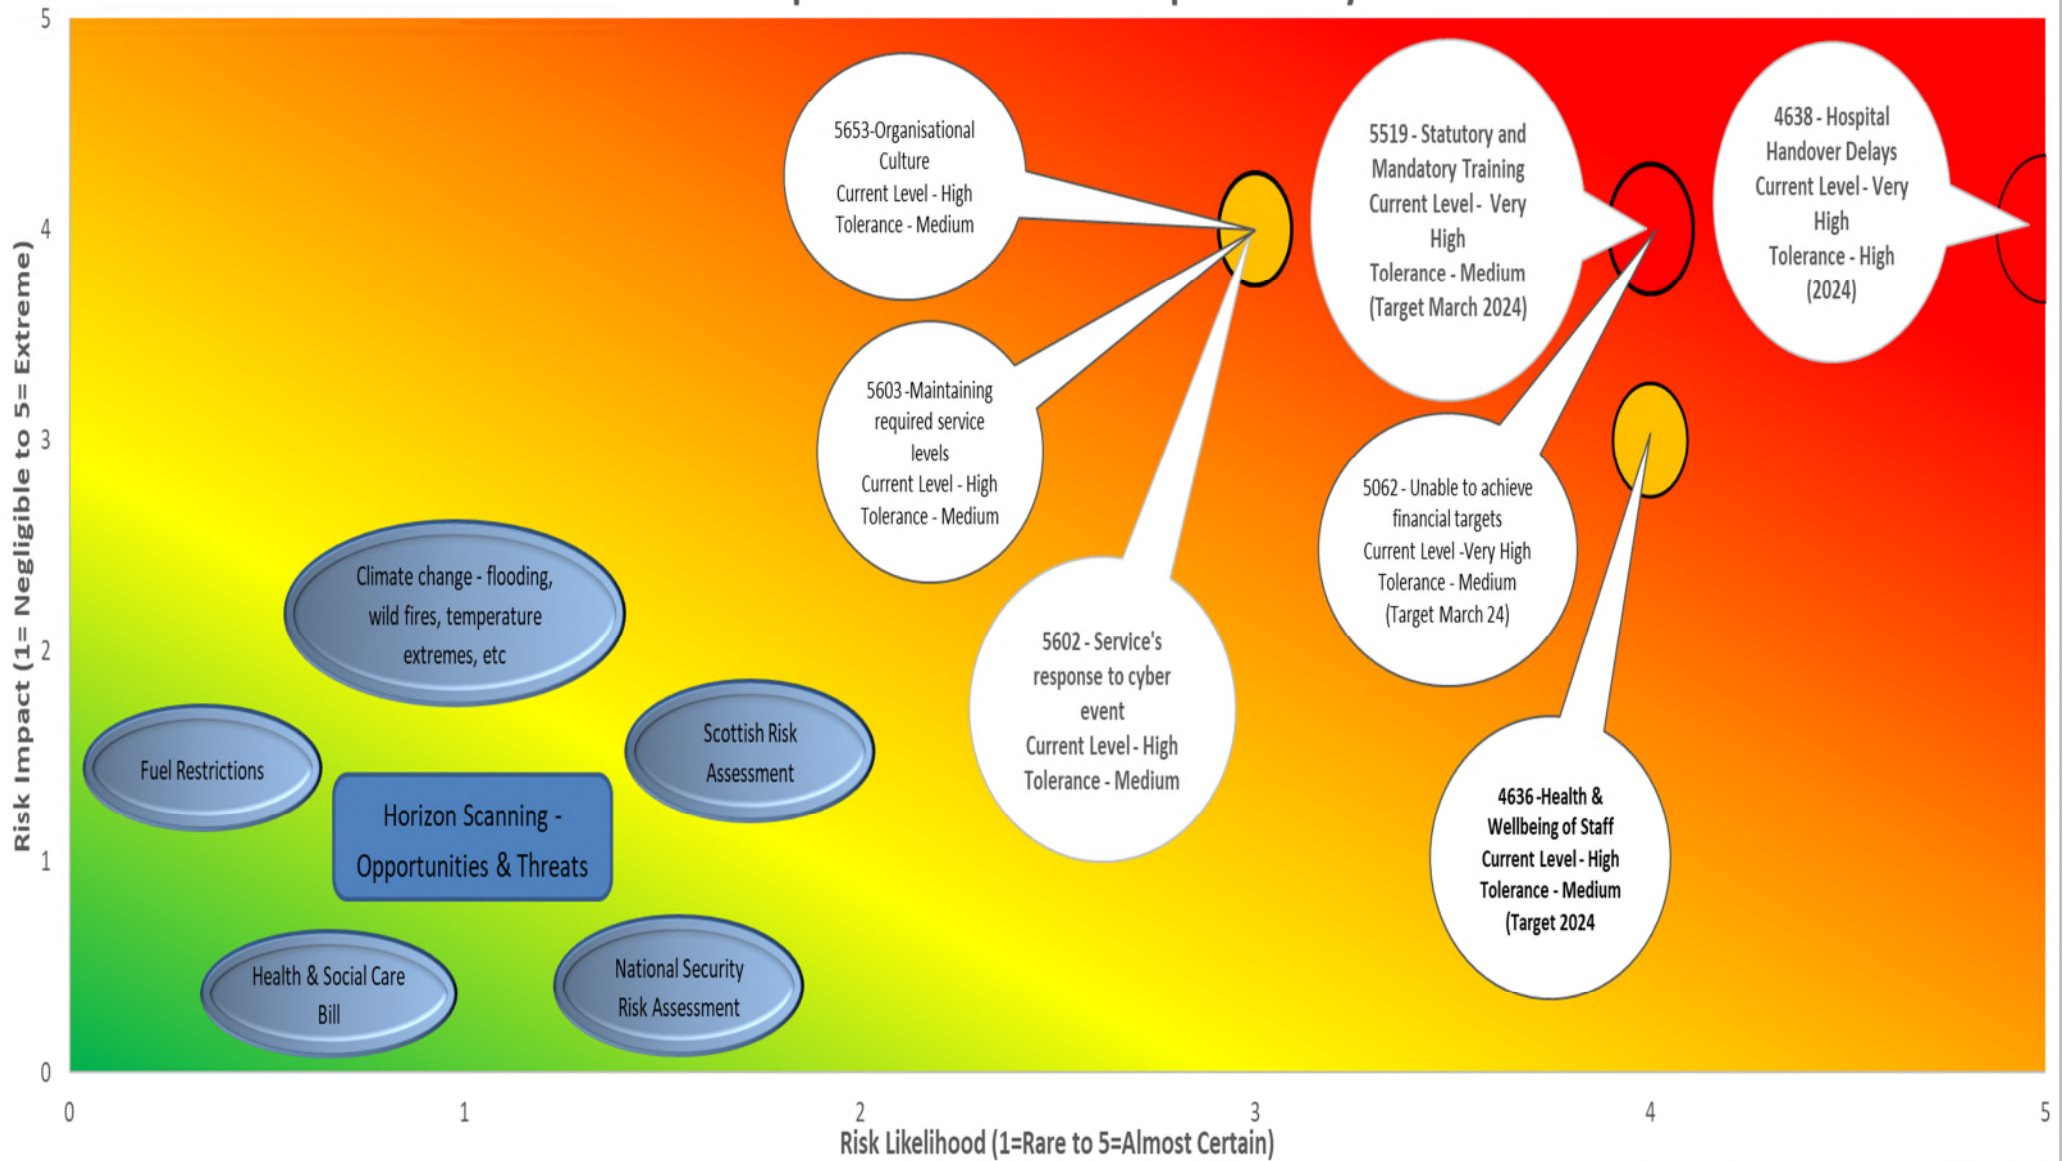 5
4
3
2
1
0
Risk Impact (1= Negligible to 5= Extreme)
5653-Organisational
Culture
Current Level - High
Tolerance - Medium
5519 - Statutory and
Mandatory Training
Current Level - Very
High
Tolerance - Medium
(Target March 2024)
4638 - Hospital
Handover Delays
Current Level - Very
High
Tolerance - High
(2024)
5603 -Maintaining
required service
levels
Current Level - High
Tolerance - Medium
5062 - Unable to achieve
financial targets
Current Level -Very High
Tolerance - Medium
(Target March 24)
5602 - Service's
response to cyber
event
Current Level - High
Tolerance - Medium
4636 -Health &
Wellbeing of Staff
Current Level - High
Tolerance - Medium
(Target 2024
Climate change - flooding,
wild fires, temperature
extremes, etc
Fuel Restrictions
Scottish Risk
Assessment
Horizon Scanning -
Opportunities & Threats
Health & Social Care
Bill
National Security
Risk Assessment
0 1 2 3 4 5
Risk Likelihood (1=Rare to 5=Almost Certain)